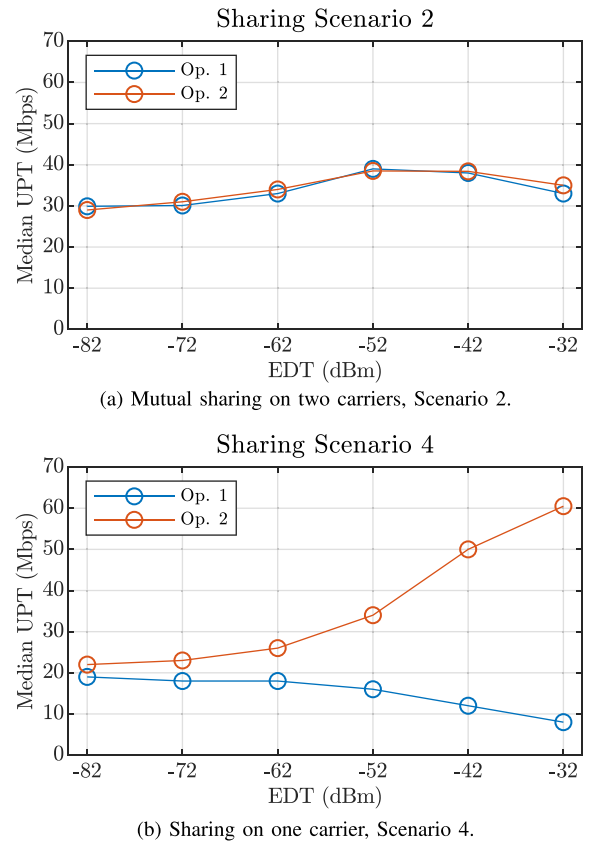 Sharing Scenario 2
70
60
50
40
30
20
10
0
Median UPT (Mbps)
Op. 1
Op. 2
-82 -72 -62 -52 -42 -32
EDT (dBm)
(a) Mutual sharing on two carriers, Scenario 2.
Sharing Scenario 4
70
60
50
40
30
20
10
0
Median UPT (Mbps)
Op. 1
Op. 2
-82 -72 -62 -52 -42 -32
EDT (dBm)
(b) Sharing on one carrier, Scenario 4.